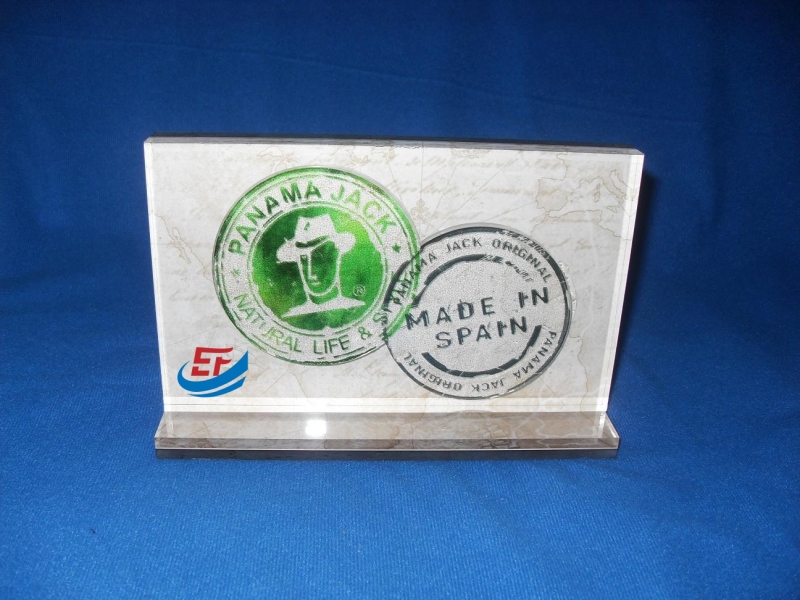 PANAMA JACK
®
NATURAL LIFE &
PANAMA JACK ORIGINAL
MADE IN
SPAIN
PANAMA JACK ORIGINAL
EF